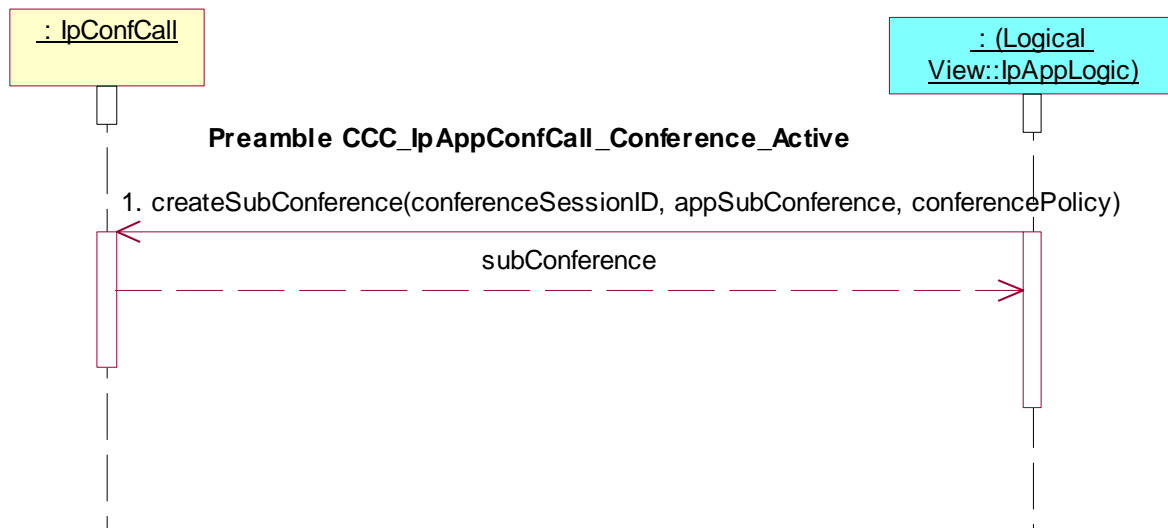 : IpConfCall
: (Logical
View::IpAppLogic)
Preamble CCC_IpAppConfCall_Conference_Active
1. createSubConference(conferenceSessionID, appSubConference, conferencePolicy)
subConference